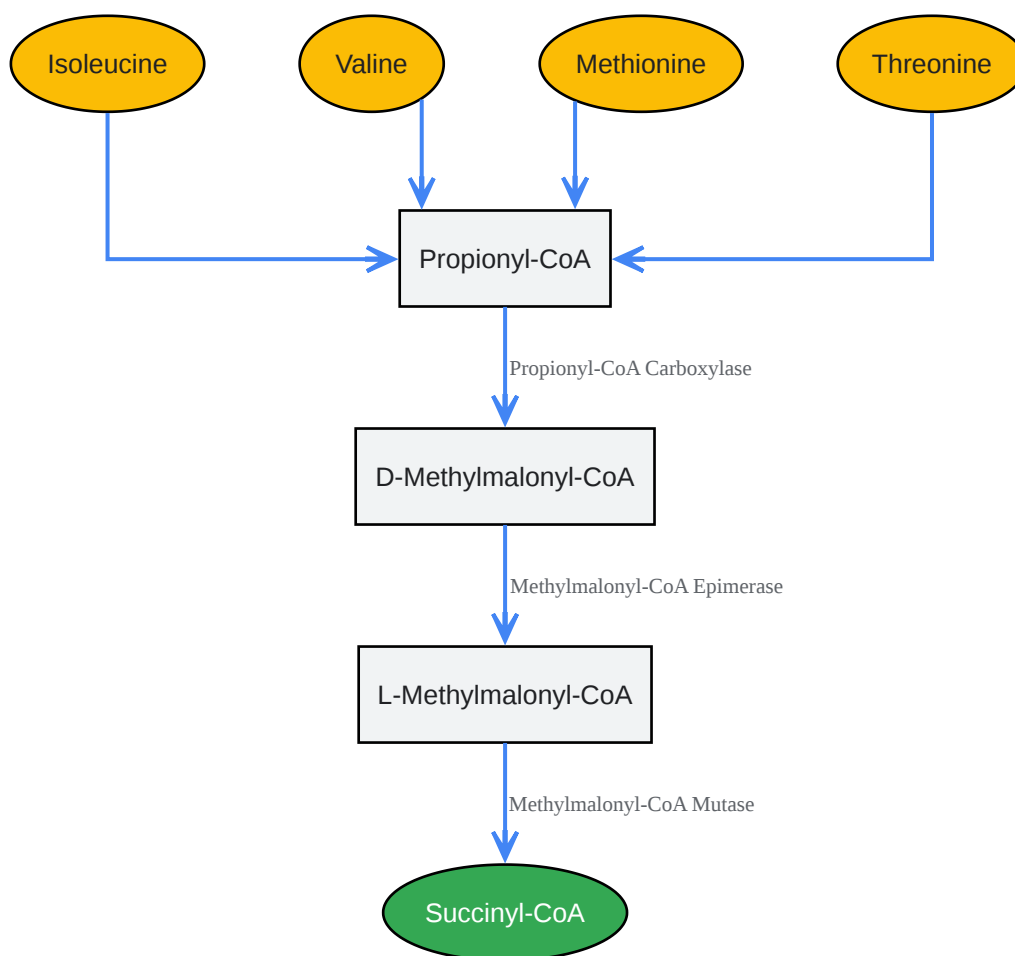 Isoleucine
Valine
Methionine
Threonine
Propionyl-CoA
Propionyl-CoA Carboxylase
D-Methylmalonyl-CoA
Methylmalonyl-CoA Epimerase
L-Methylmalonyl-CoA
Methylmalonyl-CoA Mutase
Succinyl-CoA